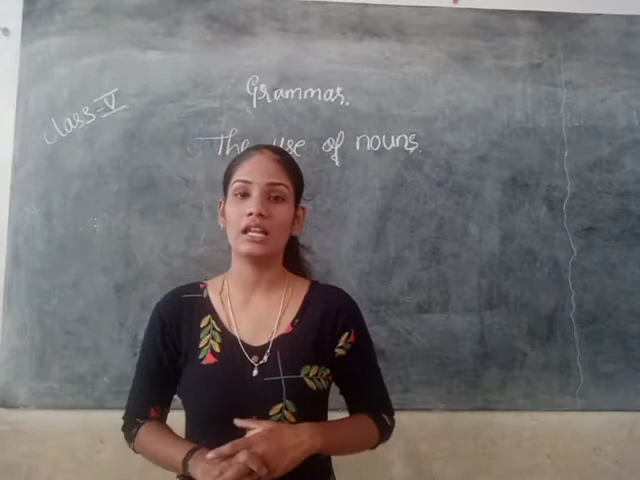 Class=V
Grammar.
The use of nouns.